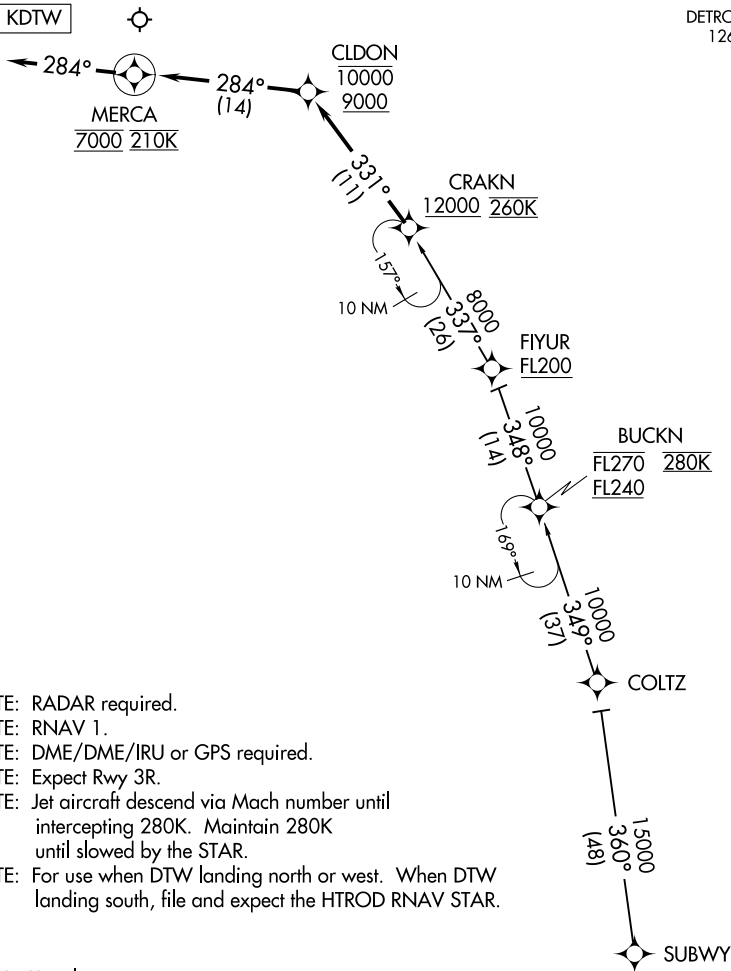 KDTW
DETRO
126
284°
284°
(14)
CLDON
10000
9000
MERCA
7000 210K
331°
(11)
CRAKN
12000 260K
157°
10 NM
8000
337°
(26)
FIYUR
FL200
10000
348°
(14)
BUCKN
FL270 280K
FL240
169°
10 NM
10000
349°
(37)
COLTZ
15000
360°
(48)
SUBWY
TE: RADAR required.
TE: RNAV 1.
TE: DME/DME/IRU or GPS required.
TE: Expect Rwy 3R.
TE: Jet aircraft descend via Mach number until
intercepting 280K. Maintain 280K
until slowed by the STAR.
TE: For use when DTW landing north or west. When DTW
landing south, file and expect the HTROD RNAV STAR.